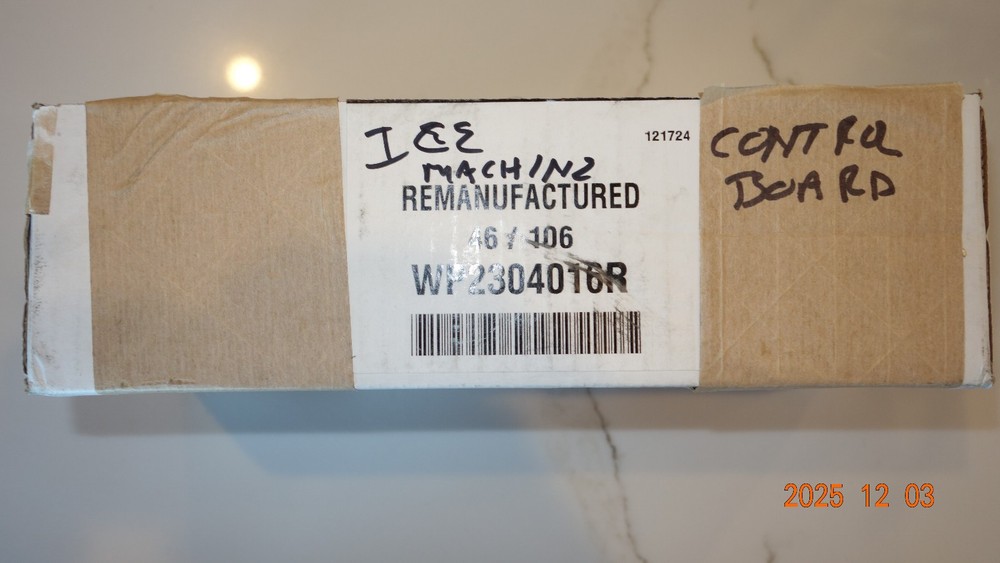 ICE
MACHINE
121724
REMANUFACTURED
46 / 106
WP2304016R
CONTROL
BOARD
2025 12 03